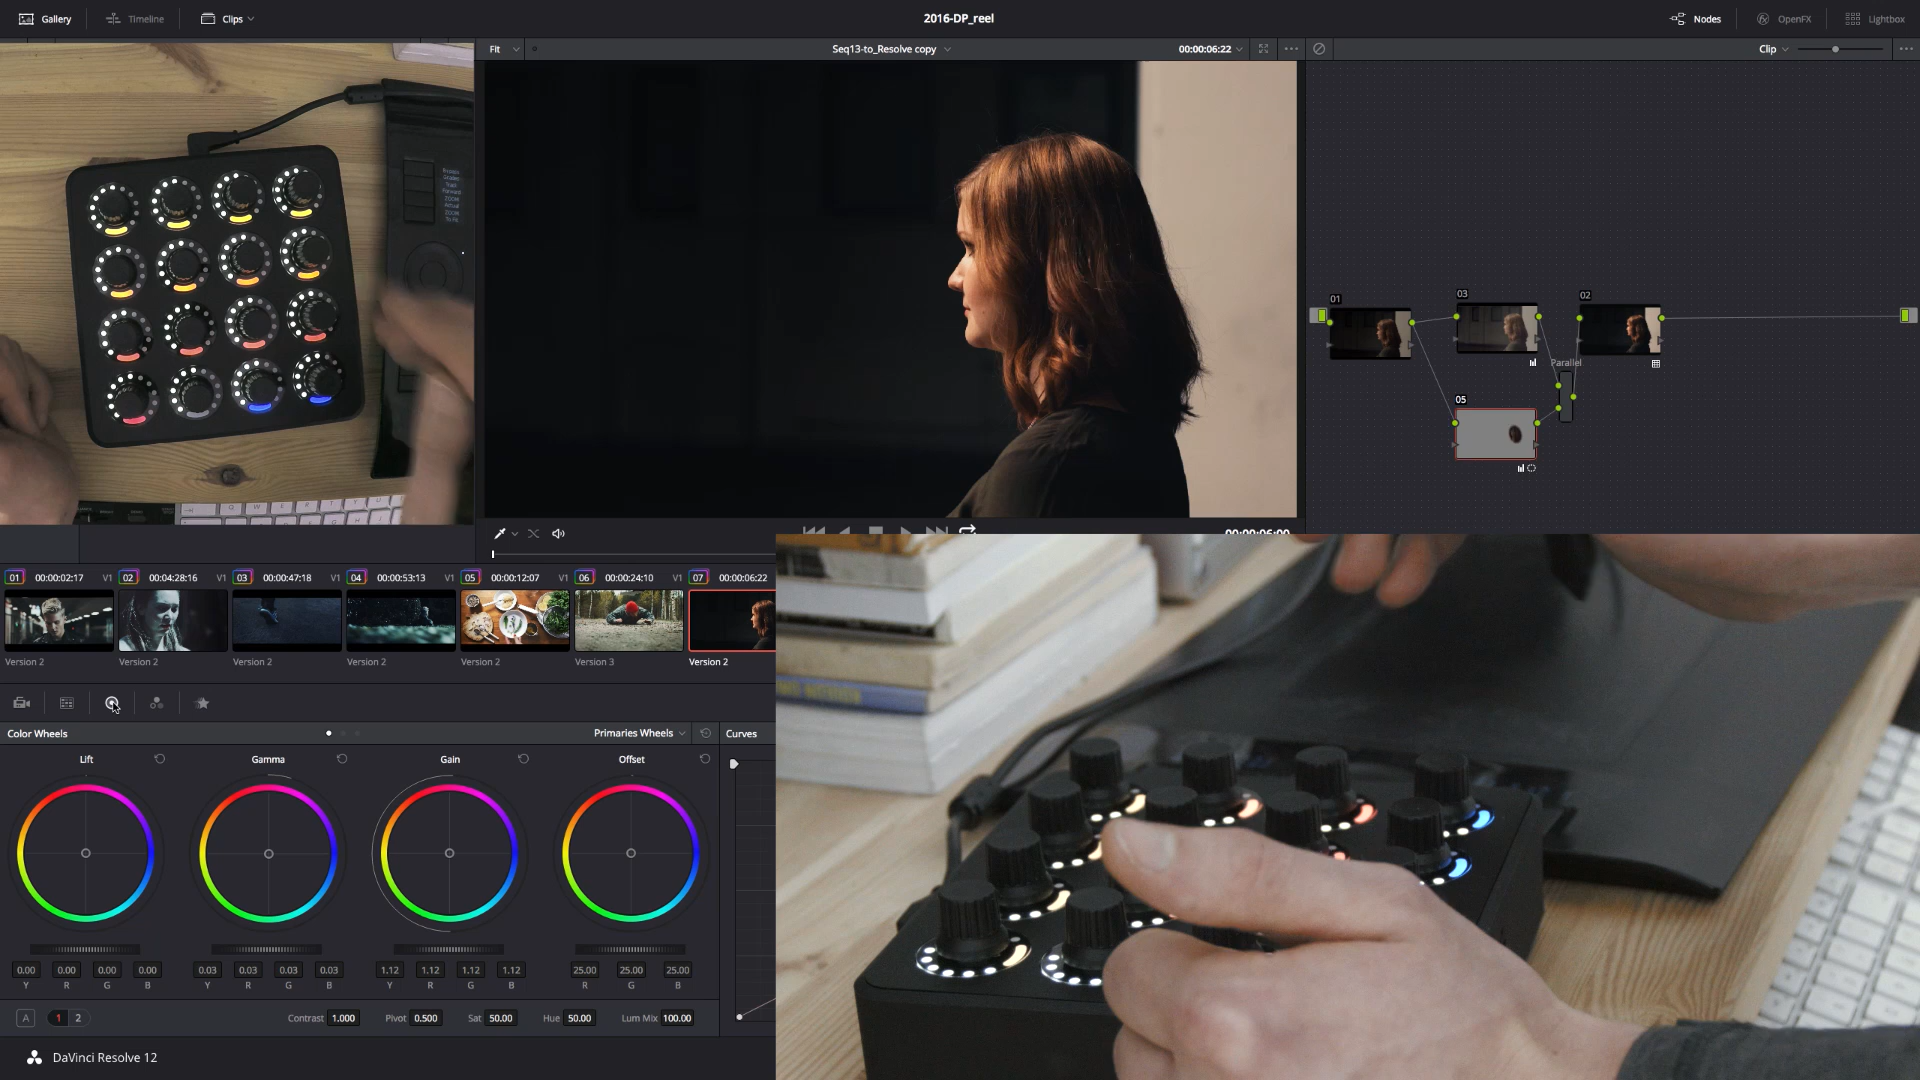 Gallery Timeline Clips 2016-DP_reel Nodes OpenFX Lightbox
Fit Seq13-to_Resolve copy 00:00:06:22 Clip
01 03 02
Parallel
05
00:00:06:00
01 00:00:02:17 V1 02 00:04:28:16 V1 03 00:00:47:18 V1 04 00:00:53:13 V1 05 00:00:12:07 V1 06 00:00:24:10 V1 07 00:00:06:22
Version 2 Version 2 Version 2 Version 2 Version 2 Version 3 Version 2
Color Wheels Primaries Wheels Curves
Lift Gamma Gain Offset
0.00 0.00 0.00 0.00 0.03 0.03 0.03 0.03 1.12 1.12 1.12 1.12 25.00 25.00 25.00
Y R G B Y R G B Y R G B R G B
A 1 2 Contrast 1.000 Pivot 0.500 Sat 50.00 Hue 50.00 Lum Mix 100.00
DaVinci Resolve 12